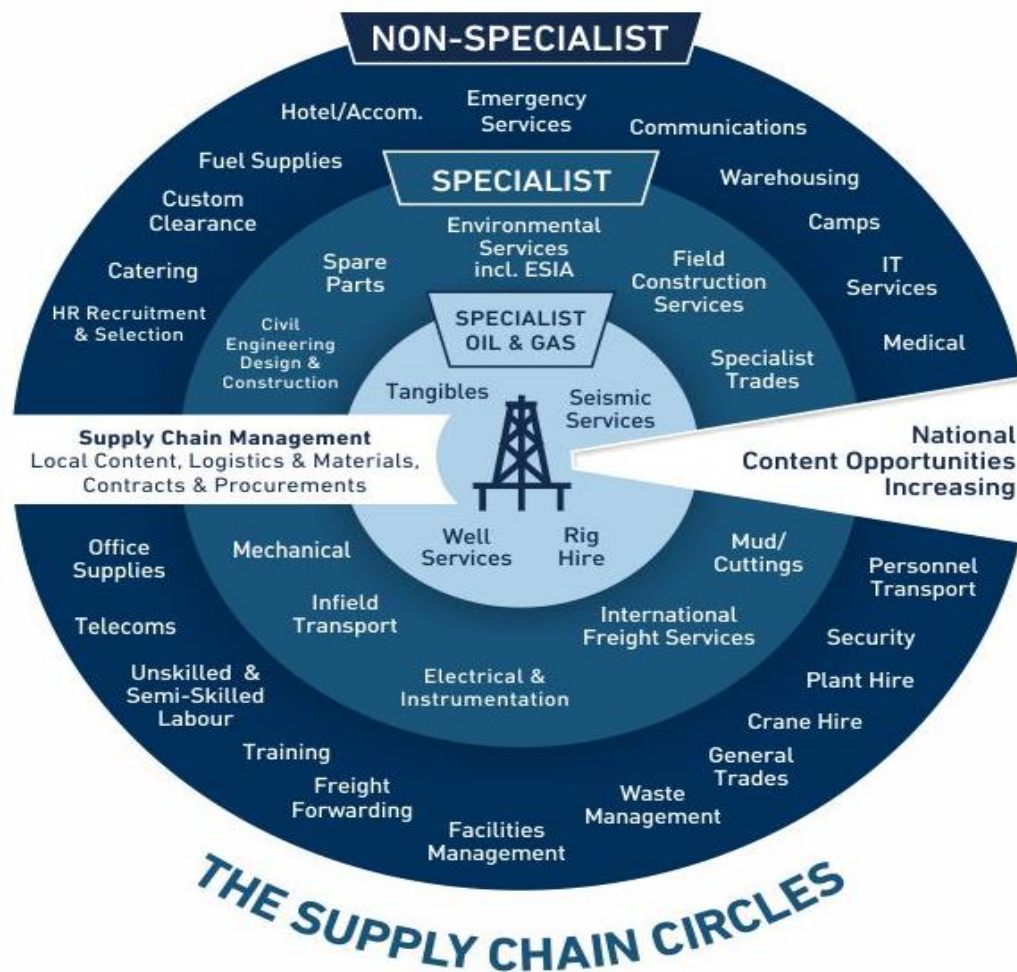 NON-SPECIALIST
Hotel/Accom.
Emergency
Services
Communications
Fuel Supplies
Warehousing
Custom
Clearance
Camps
Catering
IT
Services
HR Recruitment
& Selection
Medical
SPECIALIST
Environmental
Services
incl. ESIA
Spare
Parts
Field
Construction
Services
Civil
Engineering
Design &
Construction
Specialist
Trades
SPECIALIST
OIL & GAS
Tangibles
Seismic
Services
Supply Chain Management
Local Content, Logistics & Materials,
Contracts & Procurements
National
Content Opportunities
Increasing
Well
Services
Rig
Hire
Mechanical
Mud/
Cuttings
Infield
Transport
International
Freight Services
Electrical &
Instrumentation
Office
Supplies
Personnel
Transport
Telecoms
Security
Unskilled &
Semi-Skilled
Labour
Plant Hire
Crane Hire
Training
General
Trades
Freight
Forwarding
Waste
Management
Facilities
Management
THE SUPPLY CHAIN CIRCLES